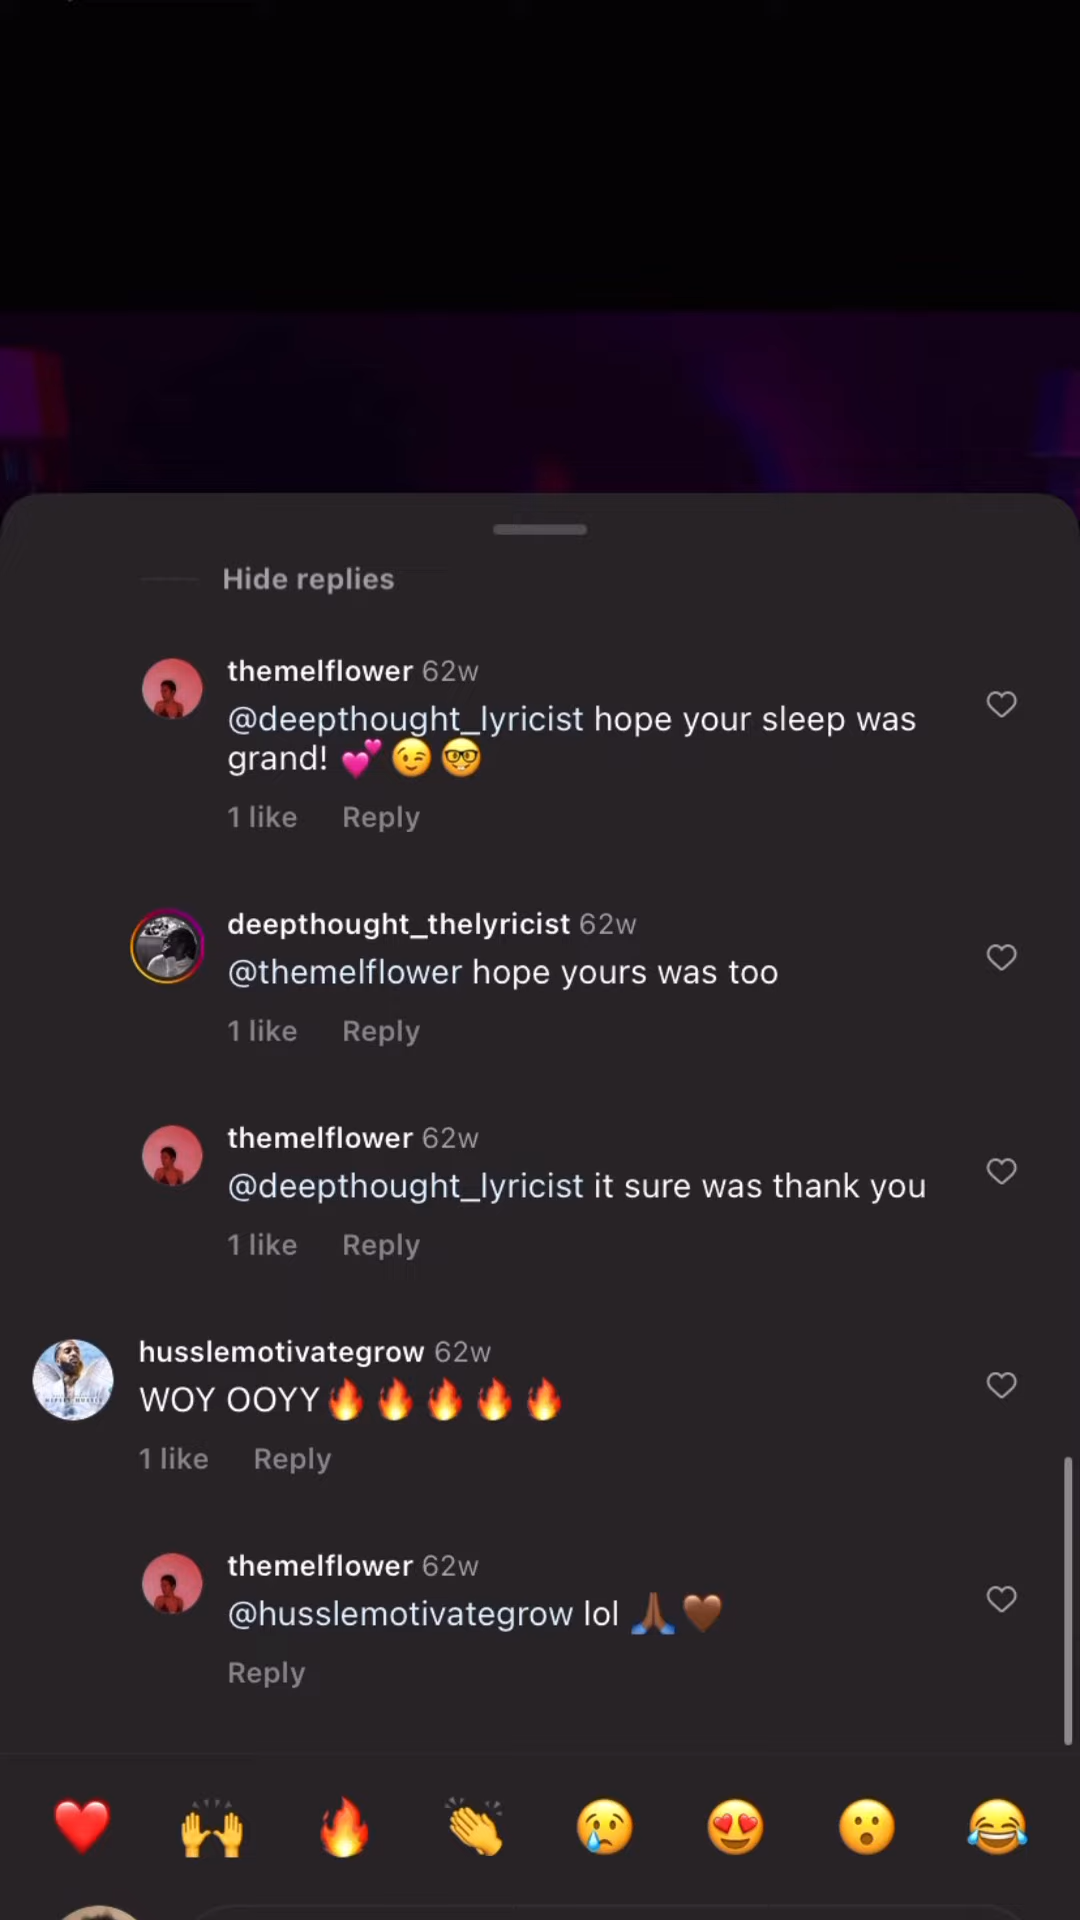 Hide replies
themelflower 62w
@deepthought_lyricist hope your sleep was
grand! 💕😉🤓
1 like Reply
deepthought_thelyricist 62w
@themelflower hope yours was too
1 like Reply
themelflower 62w
@deepthought_lyricist it sure was thank you
1 like Reply
husslemotivategrow 62w
WOY OOYY🔥🔥🔥🔥🔥
1 like Reply
themelflower 62w
@husslemotivategrow lol 🙏🏾🤎
Reply